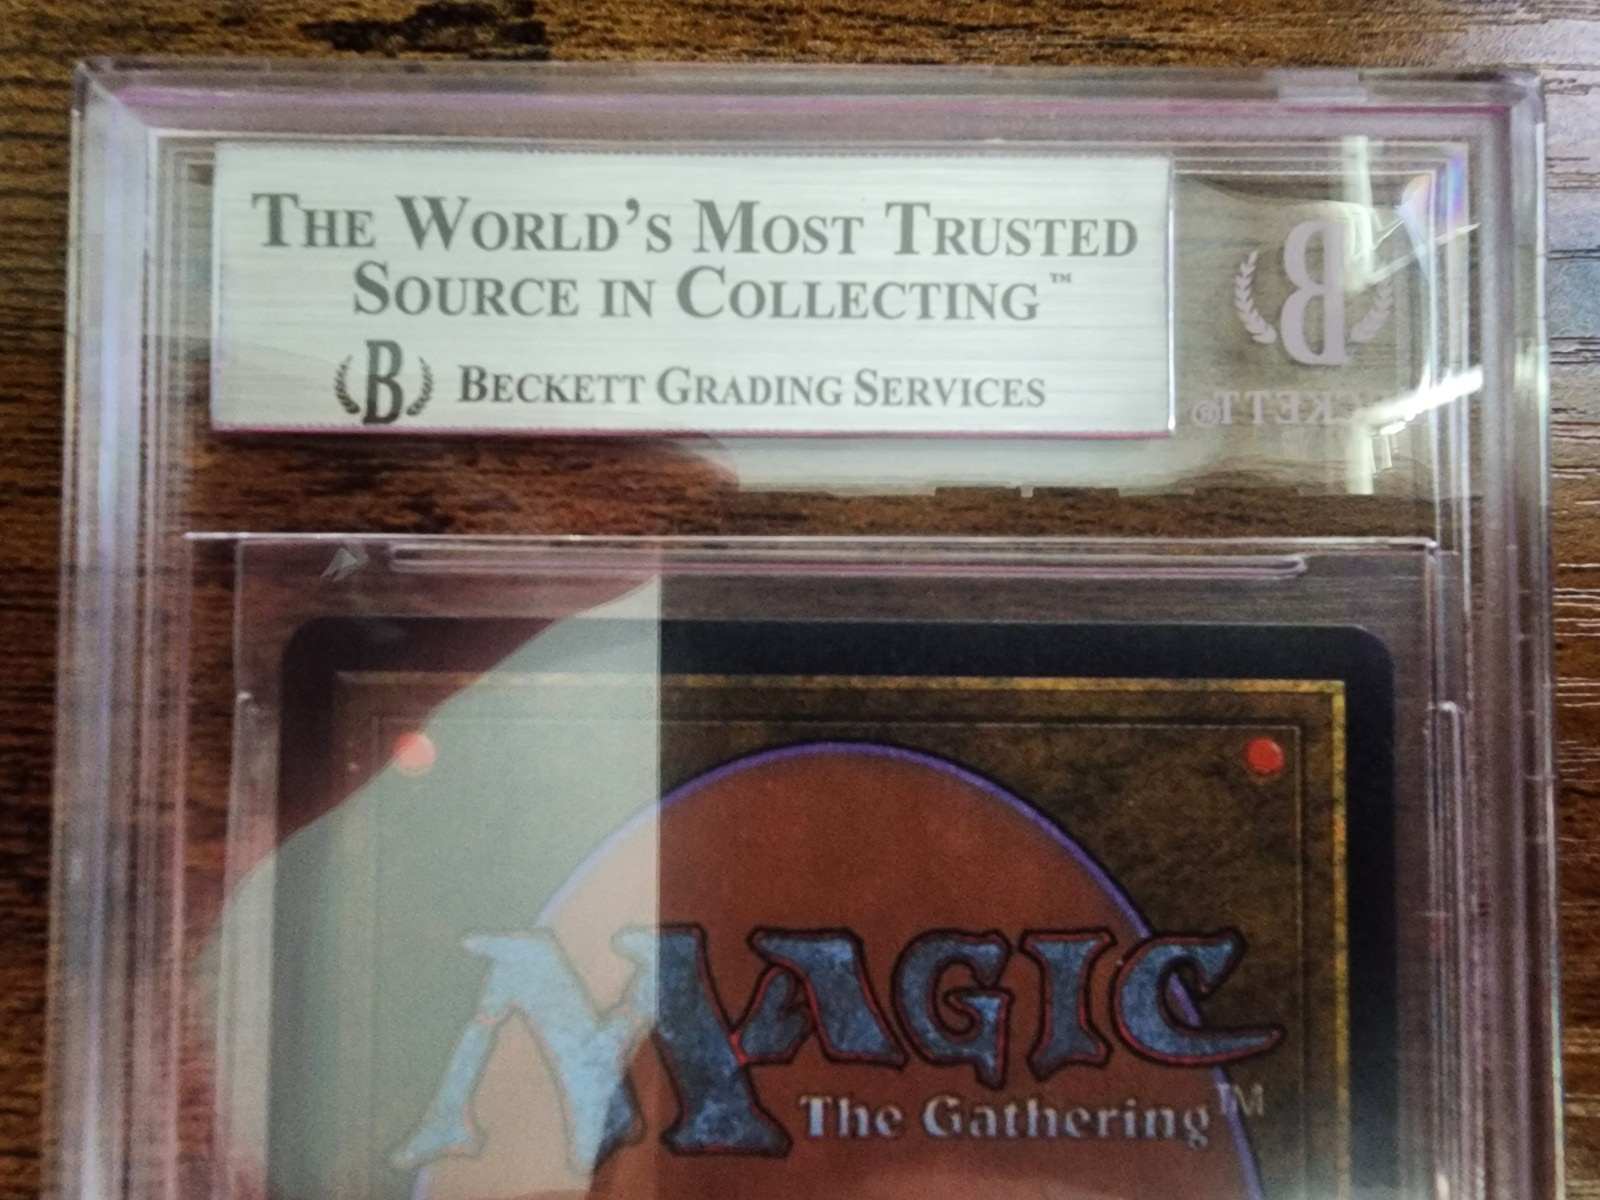 THE WORLD'S MOST TRUSTED
SOURCE IN COLLECTING™
B BECKETT GRADING SERVICES
B
MAGIC
The Gathering™